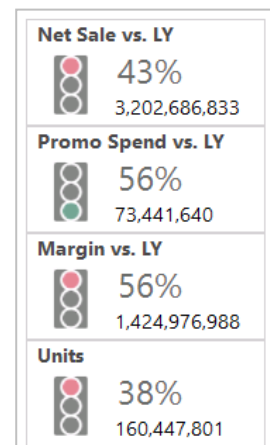 Net Sale vs. LY
43%
3,202,686,833
Promo Spend vs. LY
56%
73,441,640
Margin vs. LY
56%
1,424,976,988
Units
38%
160,447,801